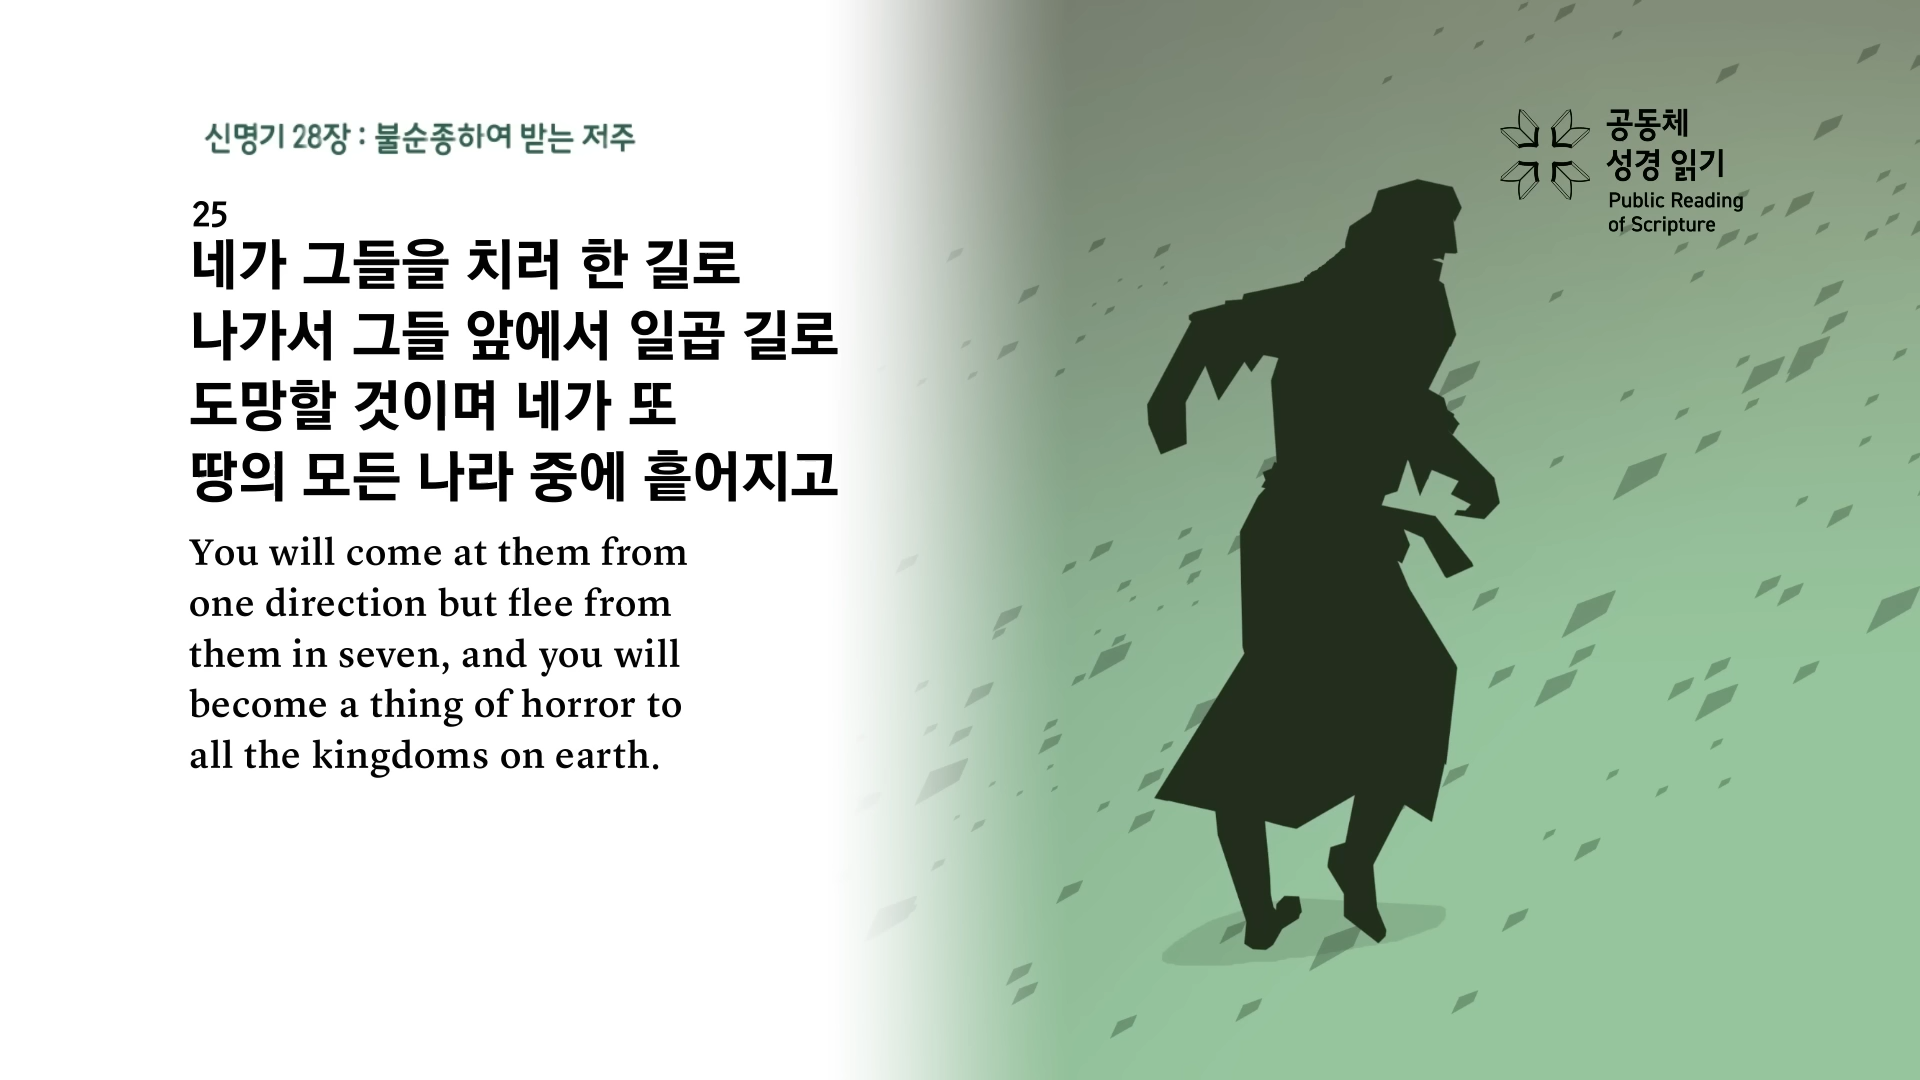 신명기 28장 : 불순종하여 받는 저주
25
네가 그들을 치러 한 길로
나가서 그들 앞에서 일곱 길로
도망할 것이며 네가 또
땅의 모든 나라 중에 흩어지고
You will come at them from
one direction but flee from
them in seven, and you will
become a thing of horror to
all the kingdoms on earth.
공동체
성경 읽기
Public Reading
of Scripture